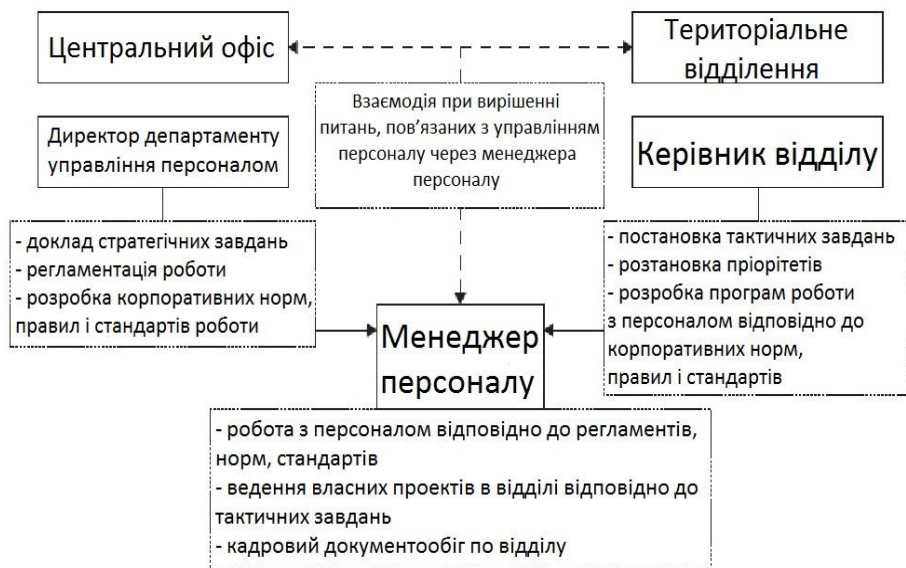 Центральний офіс
Територіальне
відділення
Взаємодія при вирішенні
питань, пов’язаних з управлінням
персоналу через менеджера
персоналу
Директор департаменту
управління персоналом
Керівник відділу
- доклад стратегічних завдань
- регламентація роботи
- розробка корпоративних норм,
правил і стандартів роботи
- постановка тактичних завдань
- розтановка пріорітетів
- розробка програм роботи
з персоналом відповідно до
корпоративних норм,
правил і стандартів
Менеджер
персоналу
- робота з персоналом відповідно до регламентів,
норм, стандартів
- ведення власних проектів в відділі відповідно до
тактичних завдань
- кадровий документообіг по відділу